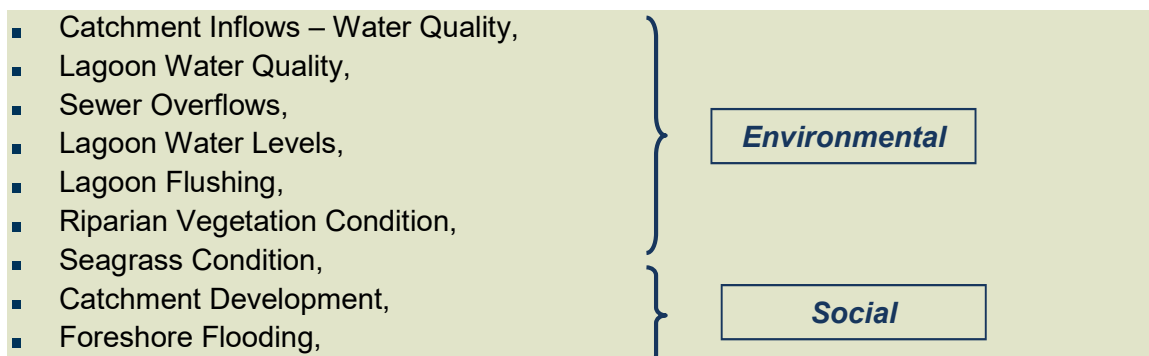 Catchment Inflows – Water Quality,
Lagoon Water Quality,
Sewer Overflows,
Lagoon Water Levels,
Lagoon Flushing,
Riparian Vegetation Condition,
Seagrass Condition,
Catchment Development,
Foreshore Flooding,
Environmental
Social